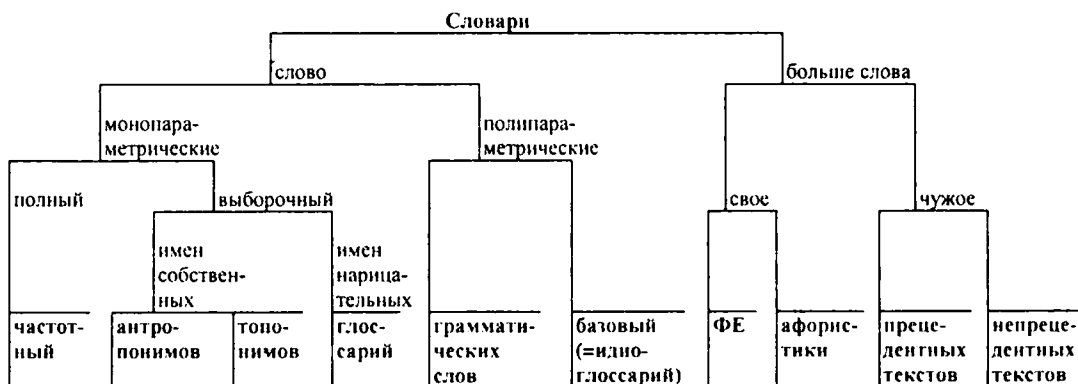 Словари
слово
больше слова
монопара-
метрические
полипара-
метрические
полный
выборочный
свое
чужое
имен
собствен-
ных
имен
нарица-
тельных
частот-
ный
антро-
понимов
топо-
нимов
глос-
сарий
граммати-
ческих
слов
базовый
(=идио-
глоссарий)
ФЕ
афорис-
тики
преце-
дентных
текстов
непреце-
дентных
текстов